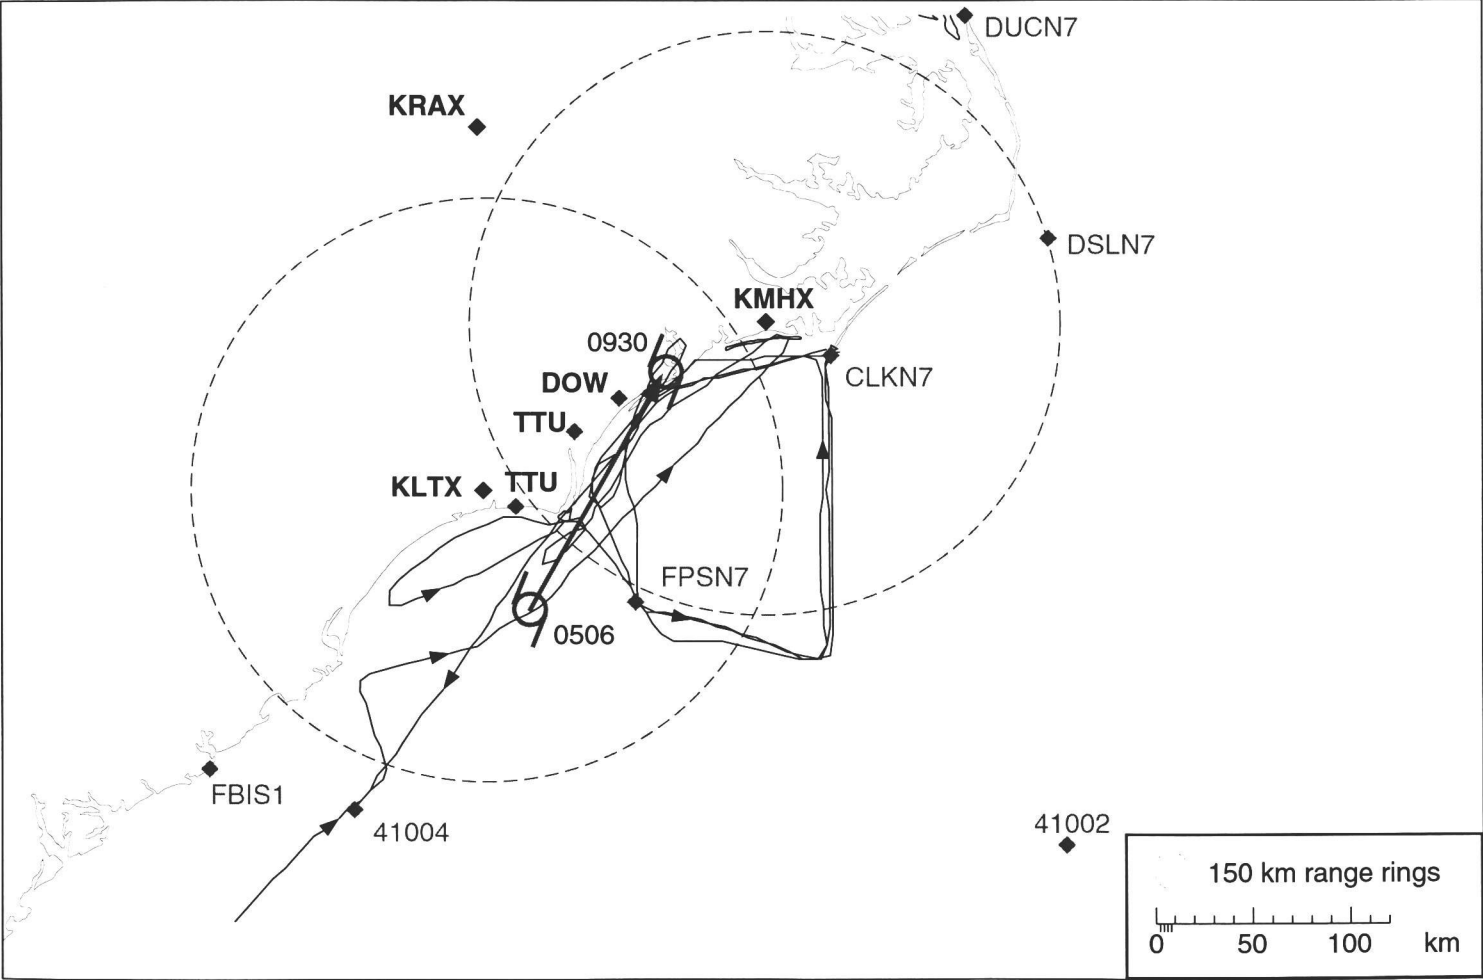 DUCN7
KRAX
DSLN7
KMHX
0930
CLKN7
DOW
TTU
KLTX
TTU
FPSN7
0506
FBIS1
41004
41002
150 km range rings
0 50 100 km